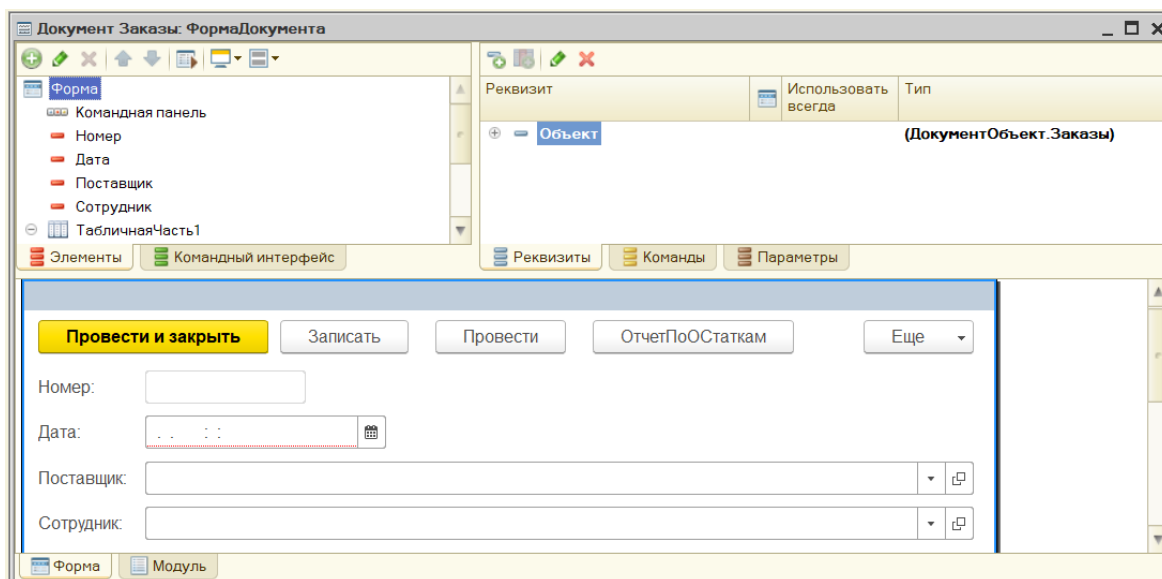 Документ Заказы: ФормаДокумента
Форма
Командная панель
Номер
Дата
Поставщик
Сотрудник
ТабличнаяЧасть1
Элементы
Командный интерфейс
Реквизит
Использовать всегда
Тип
Объект
(ДокументОбъект.Заказы)
Реквизиты
Команды
Параметры
Провести и закрыть
Записать
Провести
ОтчетПоОСтаткам
Еще
Номер:
Дата:
. . : :
Поставщик:
Сотрудник:
Форма
Модуль